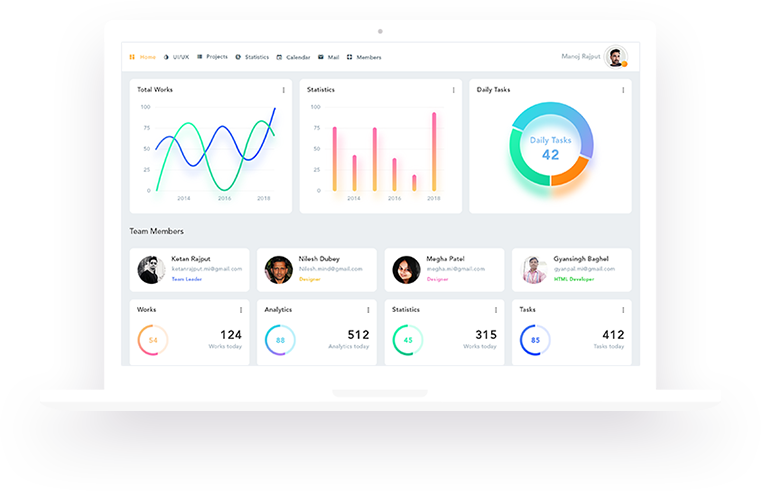 Home UI/UX Projects Statistics Calendar Mail Members Manoj Rajput
Total Works
100
75
50
25
0
2014 2016 2018
Statistics
100
75
50
25
0
2014 2016 2018
Daily Tasks
Daily Tasks
42
Team Members
Ketan Rajput
ketanrajput.mi@gmail.com
Team Leader
Nilesh Dubey
Nilesh.mind@gmail.com
Designer
Megha Patel
magha.mi@gmail.com
Designer
Gyansingh Baghel
gyanpal.mi@gmail.com
HTML Developer
Works
54
124
Works today
Analytics
88
512
Analytics today
Statistics
45
315
Works today
Tasks
85
412
Tasks today